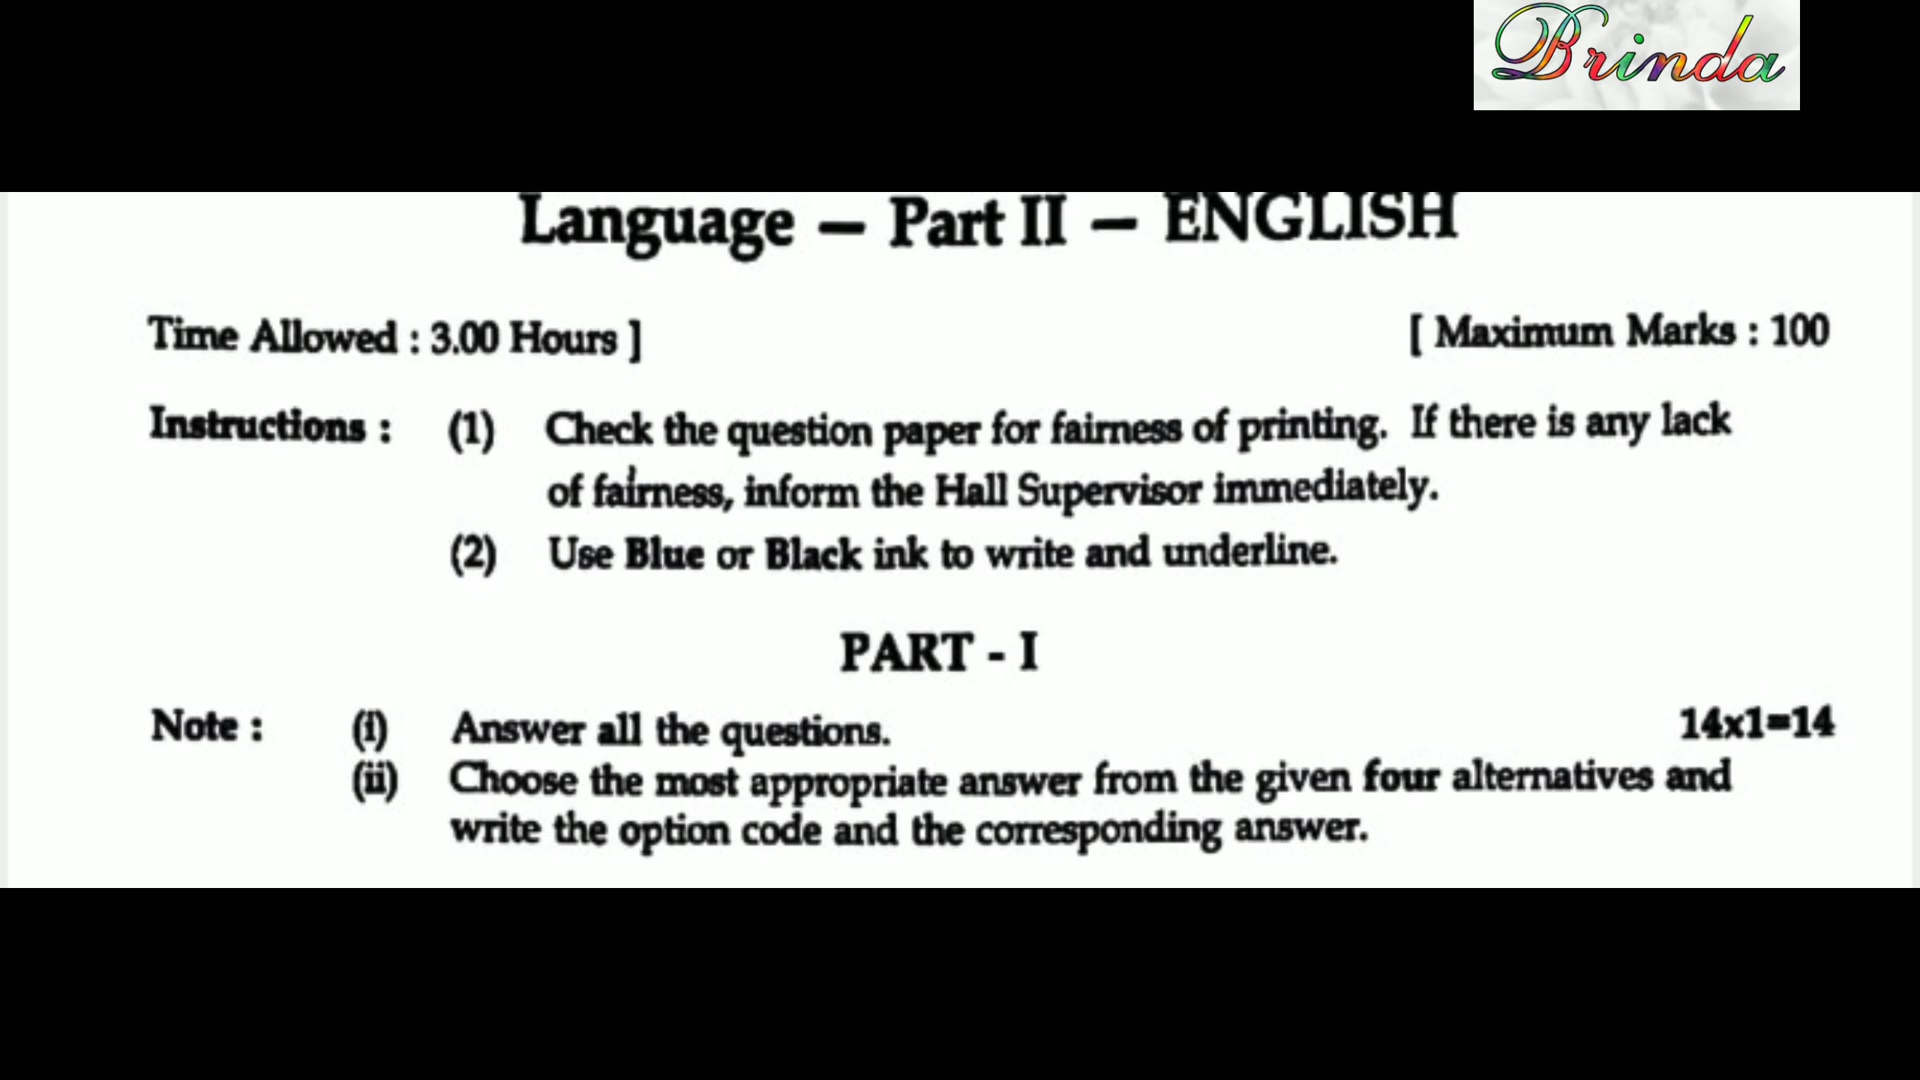 Brinda
Language — Part II — ENGLISH
Time Allowed : 3.00 Hours ] [ Maximum Marks : 100
Instructions : (1) Check the question paper for fairness of printing. If there is any lack
of fairness, inform the Hall Supervisor immediately.
(2) Use Blue or Black ink to write and underline.
PART - I
Note : (i) Answer all the questions. 14x1=14
(ii) Choose the most appropriate answer from the given four alternatives and
write the option code and the corresponding answer.